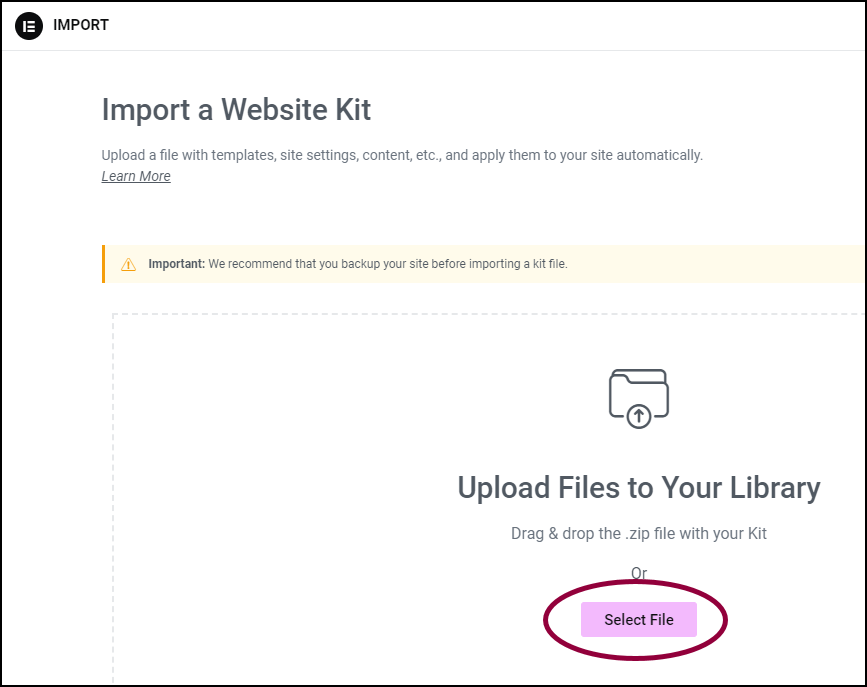 IMPORT
Import a Website Kit
Upload a file with templates, site settings, content, etc., and apply them to your site automatically.
Learn More
Important: We recommend that you backup your site before importing a kit file.
Upload Files to Your Library
Drag & drop the .zip file with your Kit
Or
Select File